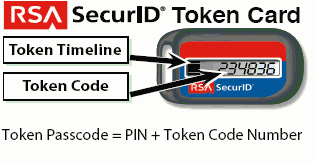 RSA SecurID® Token Card
Token Timeline
Token Code
234836
RSA SecurID®
Token Passcode = PIN + Token Code Number